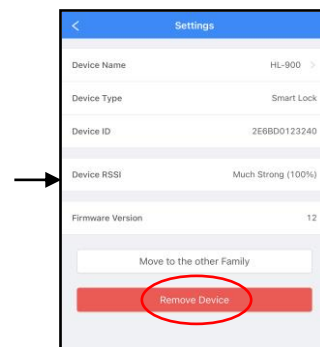 Settings
Device Name HL-900
Device Type Smart Lock
Device ID 2E6BD0123240
Device RSSI Much Strong (100%)
Firmware Version 12
Move to the other Family
Remove Device